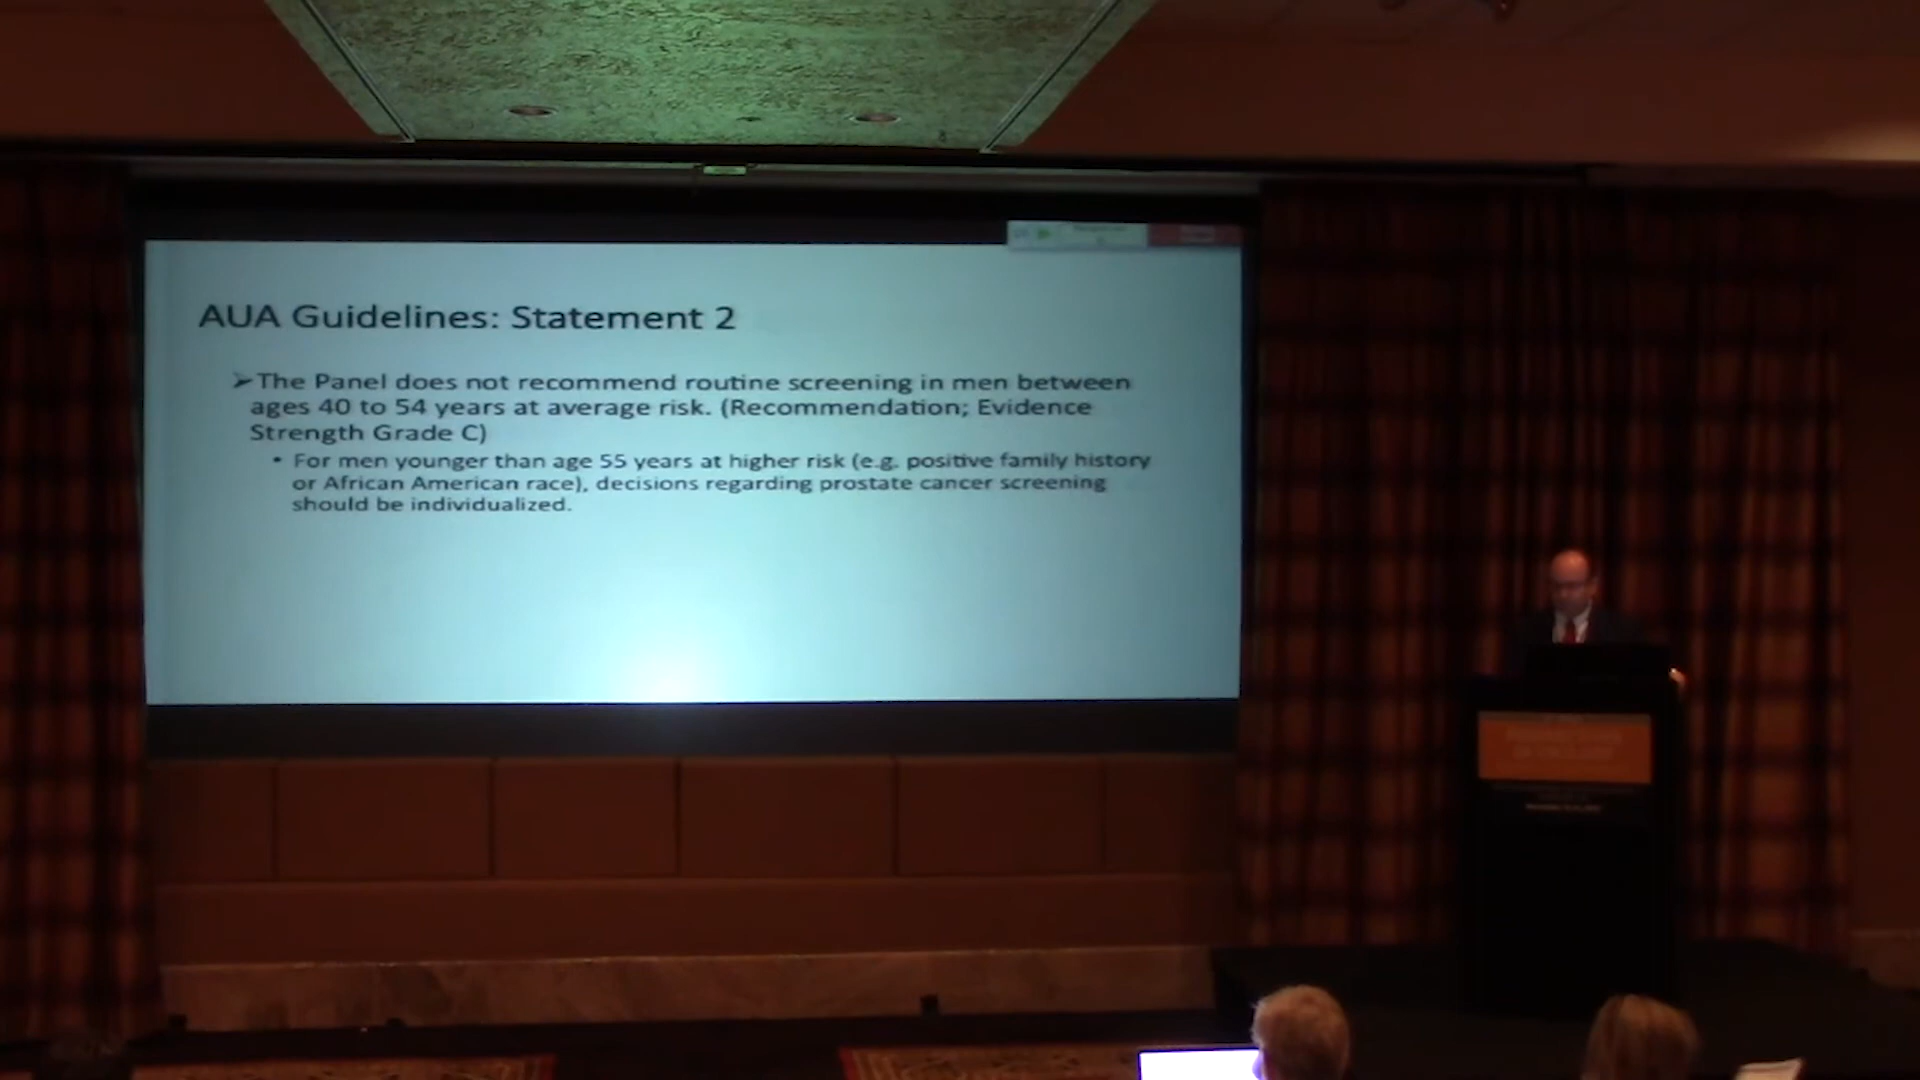 AUA Guidelines: Statement 2
➢The Panel does not recommend routine screening in men between
ages 40 to 54 years at average risk. (Recommendation; Evidence
Strength Grade C)
• For men younger than age 55 years at higher risk (e.g. positive family history
or African American race), decisions regarding prostate cancer screening
should be individualized.